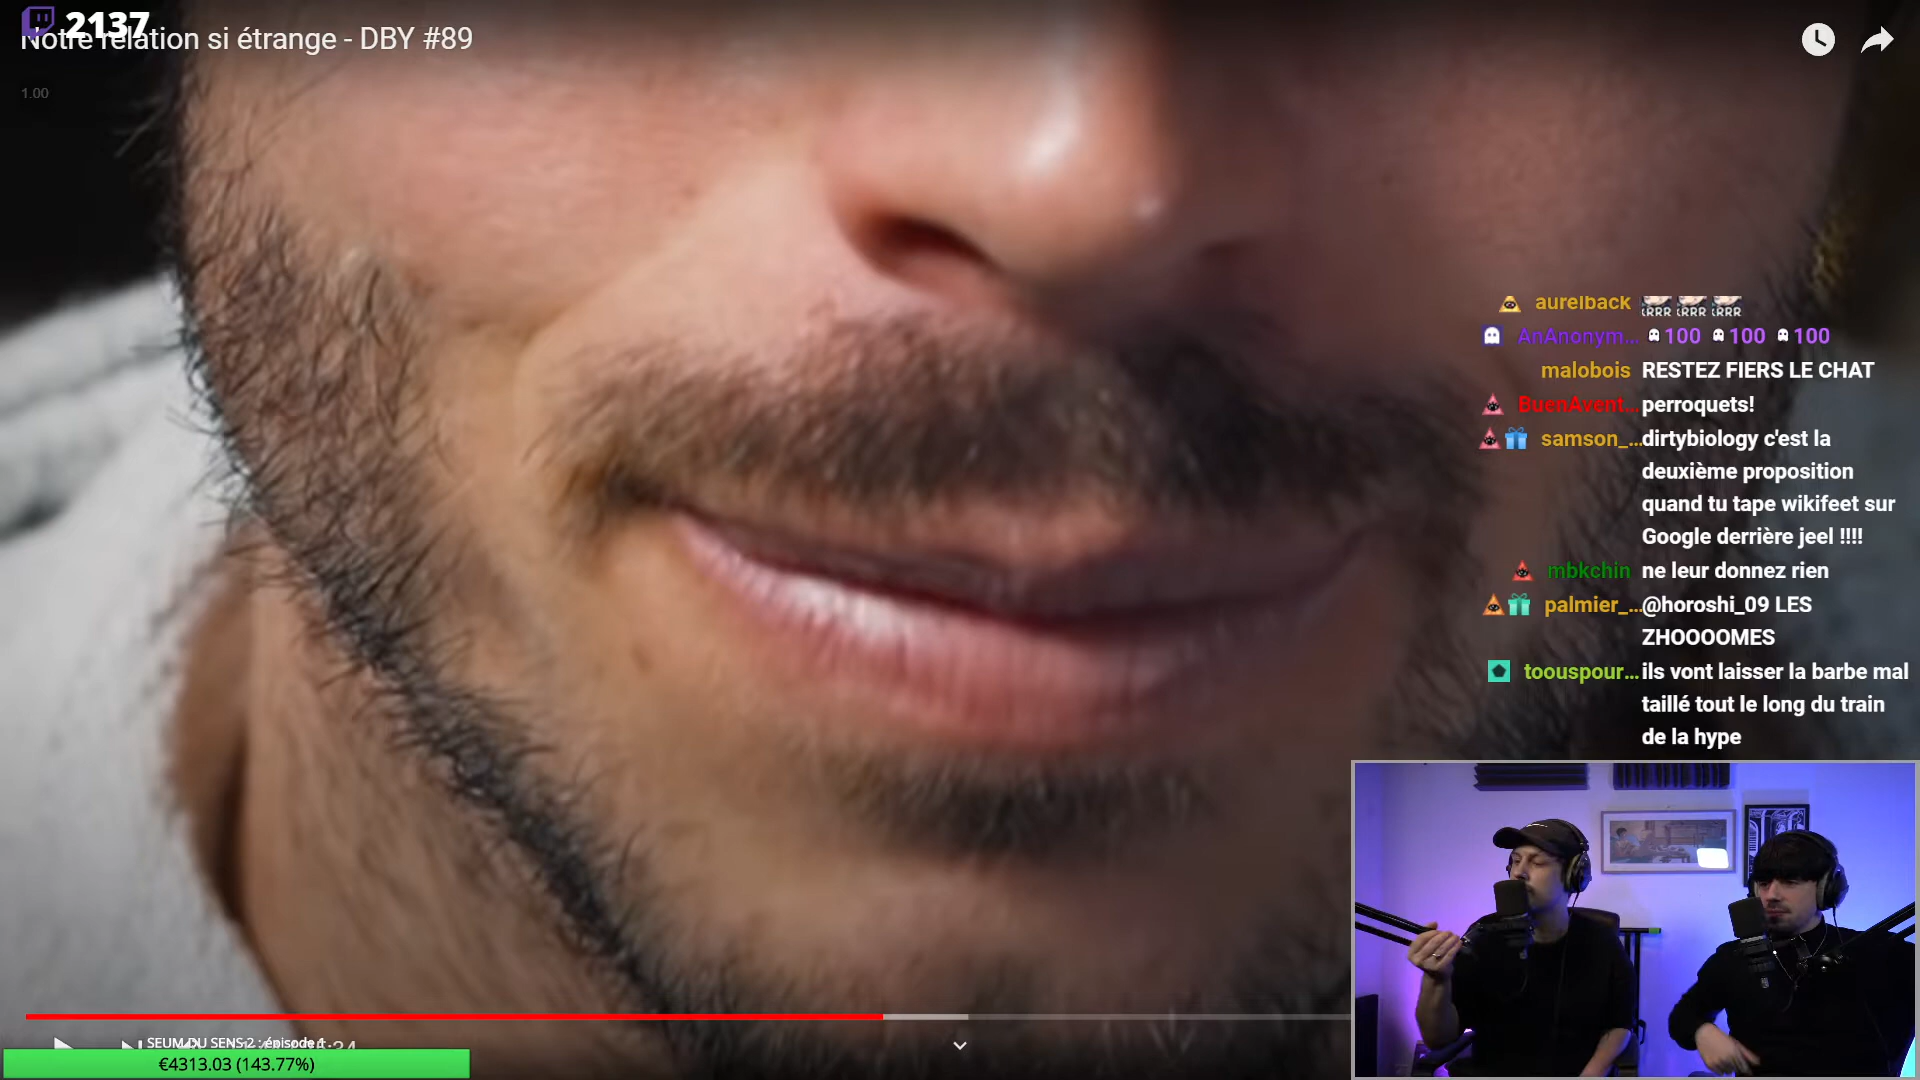 2137
Notre relation si étrange - DBY #89
1.00
aurelback
AnAnonym... 100 100 100
malobois RESTEZ FIERS LE CHAT
BuenAvent... perroquets!
samson_... dirtybiology c'est la
deuxième proposition
quand tu tape wikifeet sur
Google derrière jeel !!!!
mbkchin ne leur donnez rien
palmier_... @horoshi_09 LES
ZHOOOOMES
toouspour... ils vont laisser la barbe mal
taillé tout le long du train
de la hype
SEUM DU SENS 2 : épisode 1
€4313.03 (143.77%)